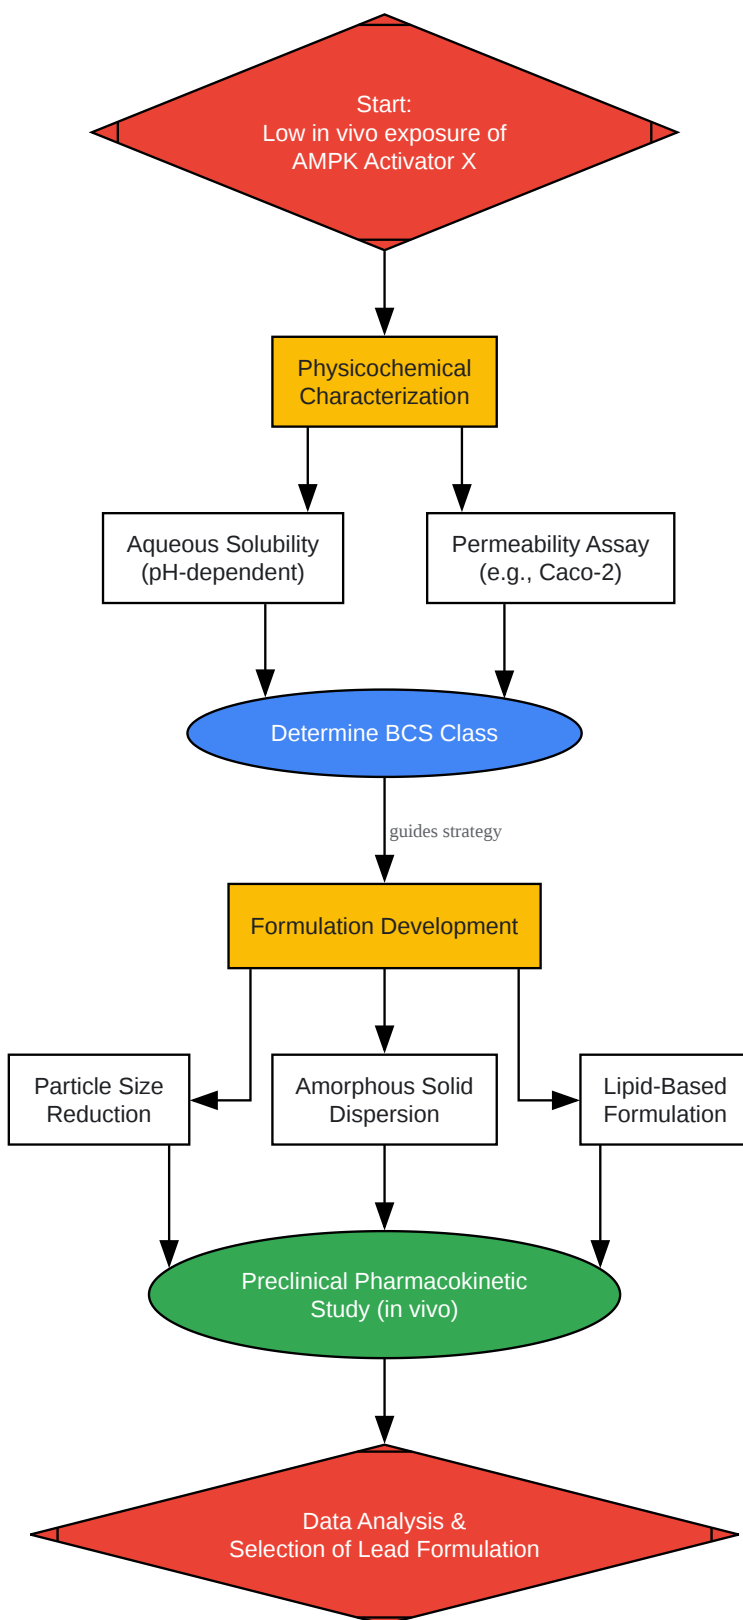 Start:
Low in vivo exposure of
AMPK Activator X
Physicochemical
Characterization
Aqueous Solubility
(pH-dependent)
Permeability Assay
(e.g., Caco-2)
Determine BCS Class
guides strategy
Formulation Development
Particle Size
Reduction
Amorphous Solid
Dispersion
Lipid-Based
Formulation
Preclinical Pharmacokinetic
Study (in vivo)
Data Analysis &
Selection of Lead Formulation